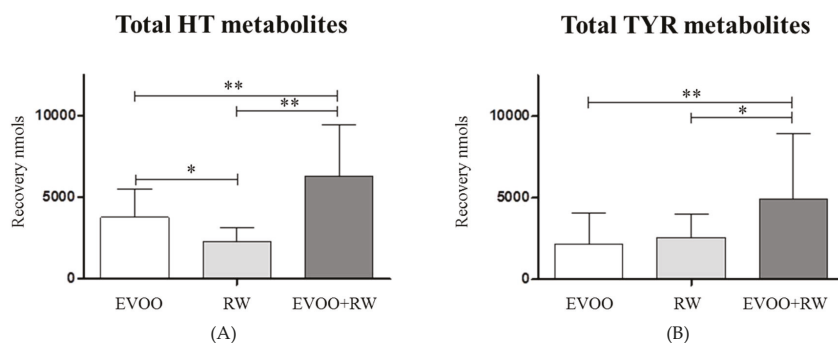 Total HT metabolites
**
**
*
10000
5000
0
Recovery nmols
EVOO
RW
EVOO+RW
(A)
Total TYR metabolites
**
*
10000
5000
0
Recovery nmols
EVOO
RW
EVOO+RW
(B)